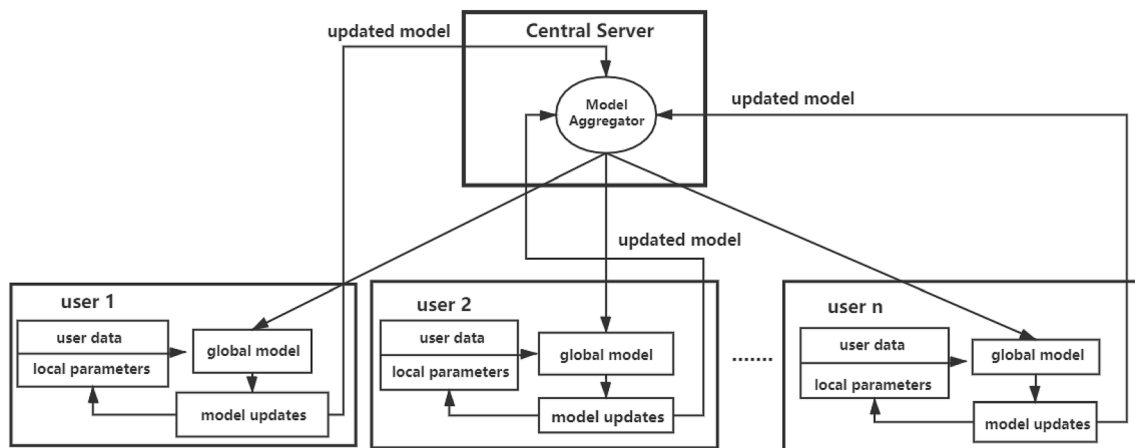 updated model
Central Server
Model
Aggregator
updated model
updated model
user 1
user data
local parameters
global model
model updates
user 2
user data
local parameters
global model
model updates
.......
user n
user data
local parameters
global model
model updates